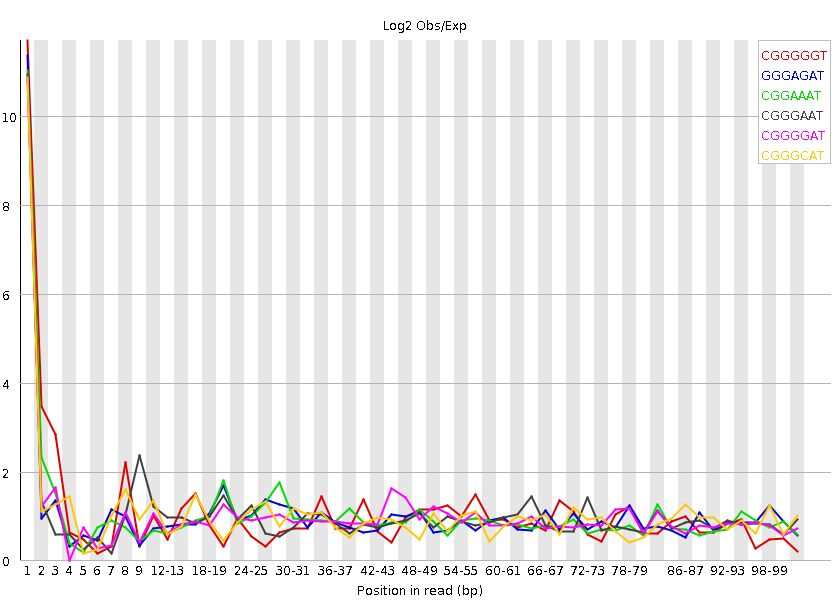 Log2 Obs/Exp
CGGGGGT
GGGAGAT
CGGAAAT
CGGGAAT
CGGGGAT
CGGGCAT
10
8
6
4
2
0
1 2 3 4 5 6 7 8 9 12-13 18-19 24-25 30-31 36-37 42-43 48-49 54-55 60-61 66-67 72-73 78-79 86-87 92-93 98-99
Position in read (bp)